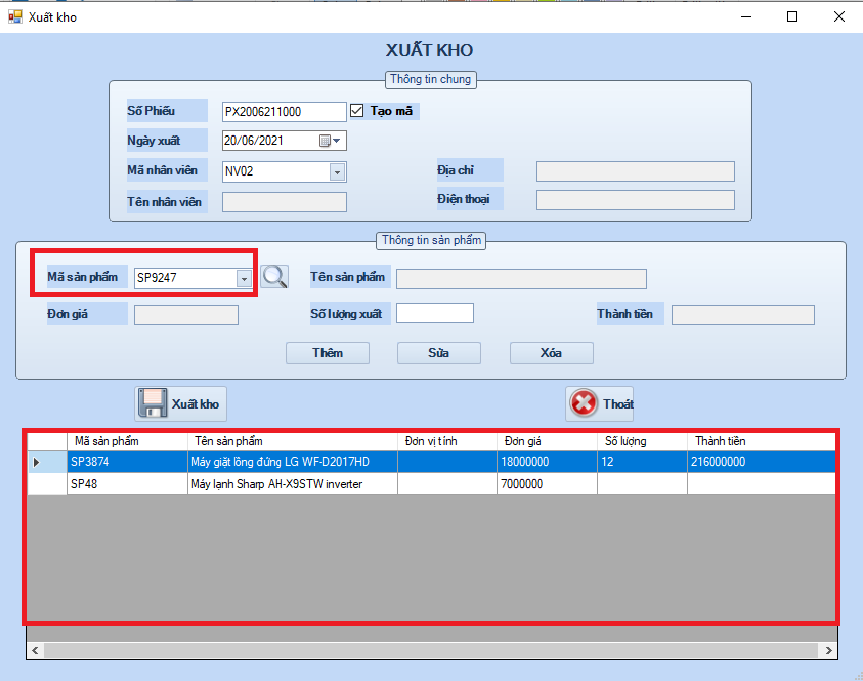 Xuất kho
XUẤT KHO
Thông tin chung
Số Phiếu PX2006211000 Tạo mã
Ngày xuất 20/06/2021
Mã nhân viên NV02 Địa chỉ
Tên nhân viên Điện thoại
Thông tin sản phẩm
Mã sản phẩm SP9247 Tên sản phẩm
Đơn giá Số lượng xuất Thành tiền
Thêm Sửa Xóa
Xuất kho Thoát
Mã sản phẩm Tên sản phẩm Đơn vị tính Đơn giá Số lượng Thành tiền
SP3874 Máy giặt lồng đứng LG WF-D2017HD 18000000 12 216000000
SP48 Máy lạnh Sharp AH-X9STW inverter 7000000